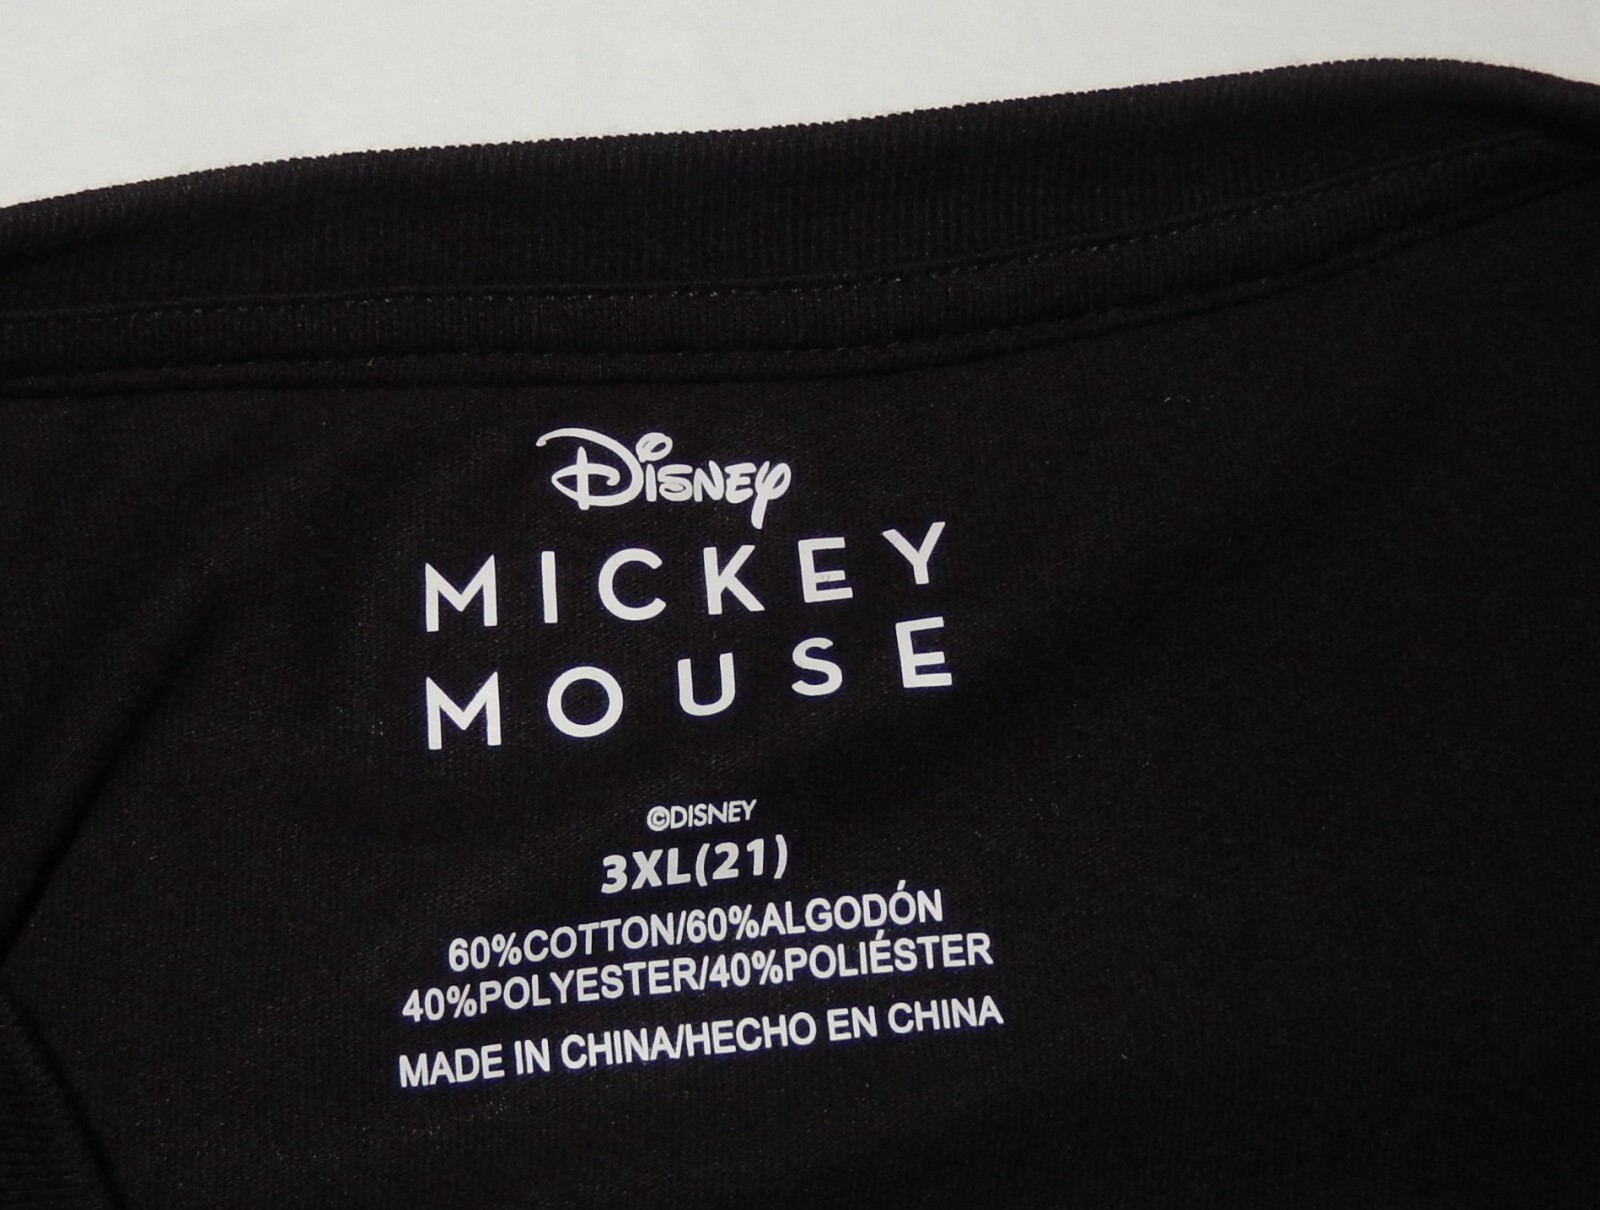 Disney
MICKEY
MOUSE
©DISNEY
3XL(21)
60%COTTON/60%ALGODÓN
40%POLYESTER/40%POLIÉSTER
MADE IN CHINA/HECHO EN CHINA